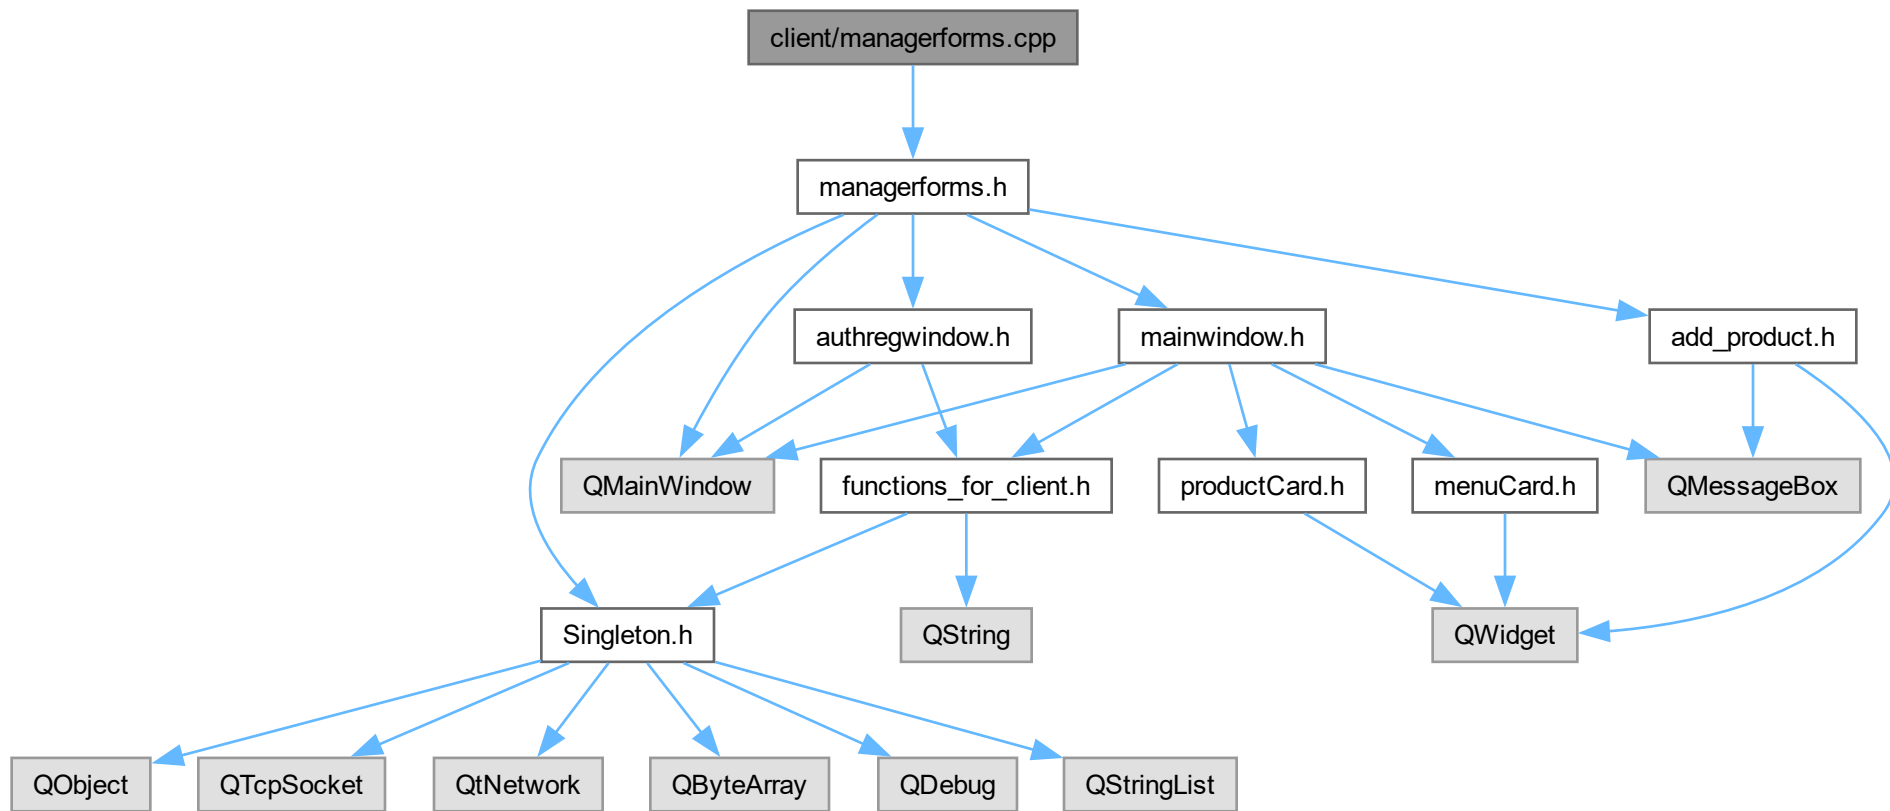 client/managerforms.cpp
managerforms.h
authregwindow.h
mainwindow.h
add_product.h
QMainWindow
functions_for_client.h
productCard.h
menuCard.h
QMessageBox
Singleton.h
QString
QWidget
QObject
QTcpSocket
QtNetwork
QByteArray
QDebug
QStringList